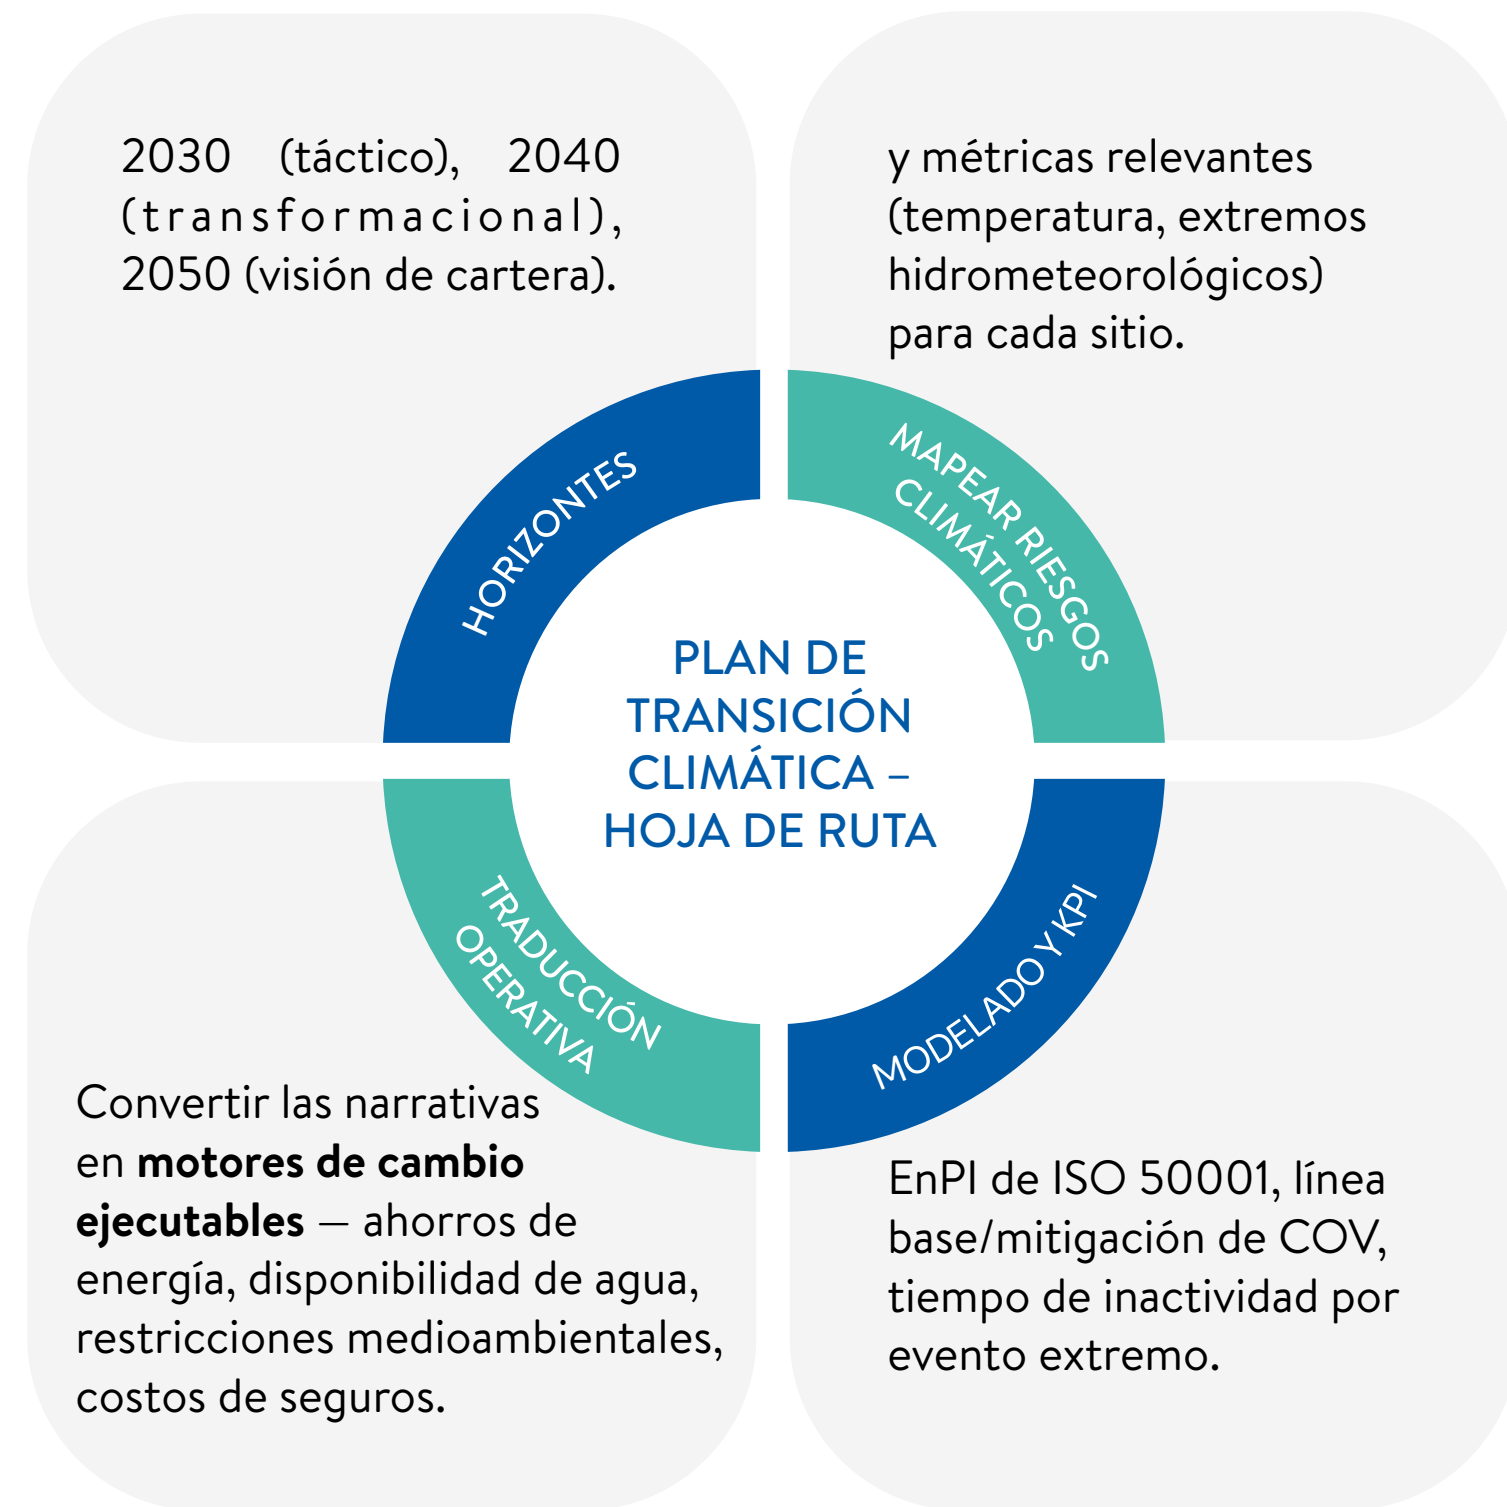 2030 (táctico), 2040
(transformacional),
2050 (visión de cartera).
HORIZONTES
y métricas relevantes
(temperatura, extremos
hidrometeorológicos)
para cada sitio.
MAPEAR RIESGOS
CLIMÁTICOS
PLAN DE
TRANSICIÓN
CLIMÁTICA –
HOJA DE RUTA
TRADUCCIÓN
OPERATIVA
Convertir las narrativas
en motores de cambio
ejecutables — ahorros de
energía, disponibilidad de agua,
restricciones medioambientales,
costos de seguros.
MODELADO Y KPI
EnPI de ISO 50001, línea
base/mitigación de COV,
tiempo de inactividad por
evento extremo.